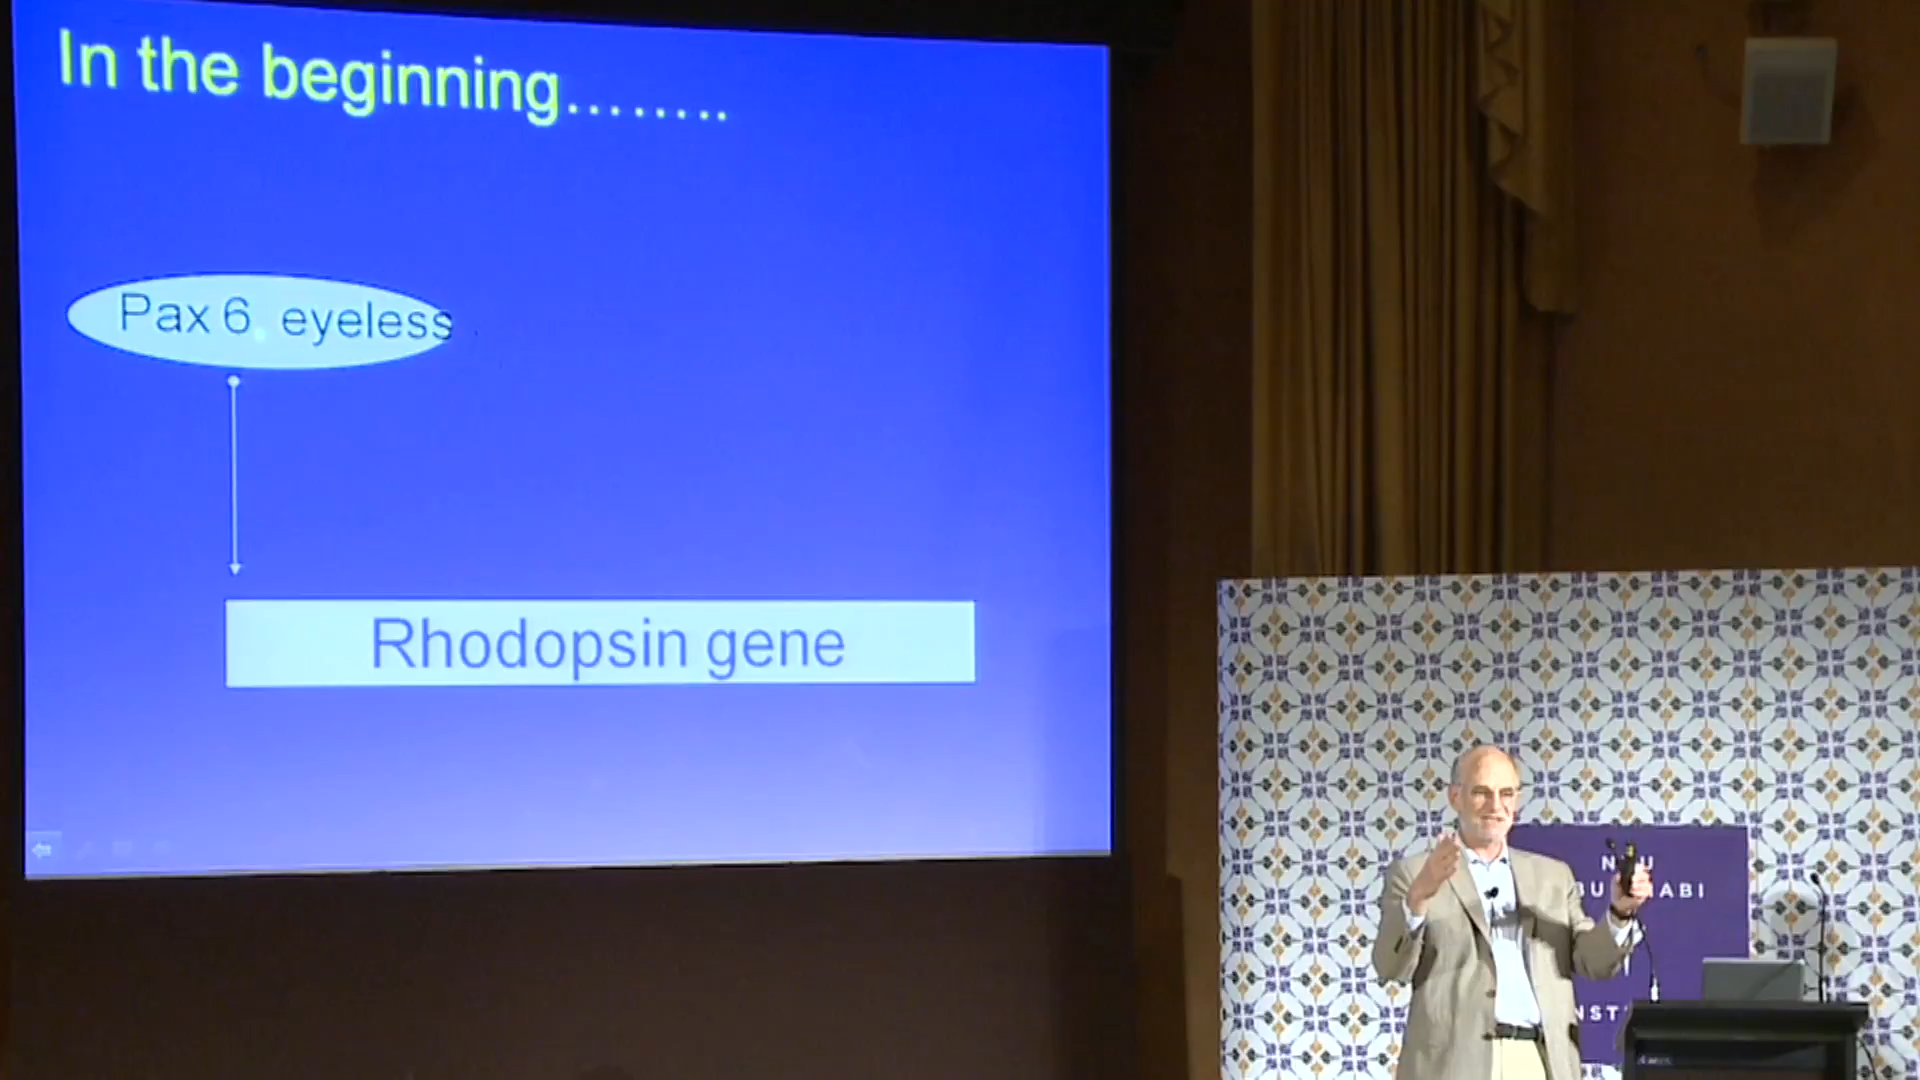 In the beginning........
Pax 6, eyeless
Rhodopsin gene